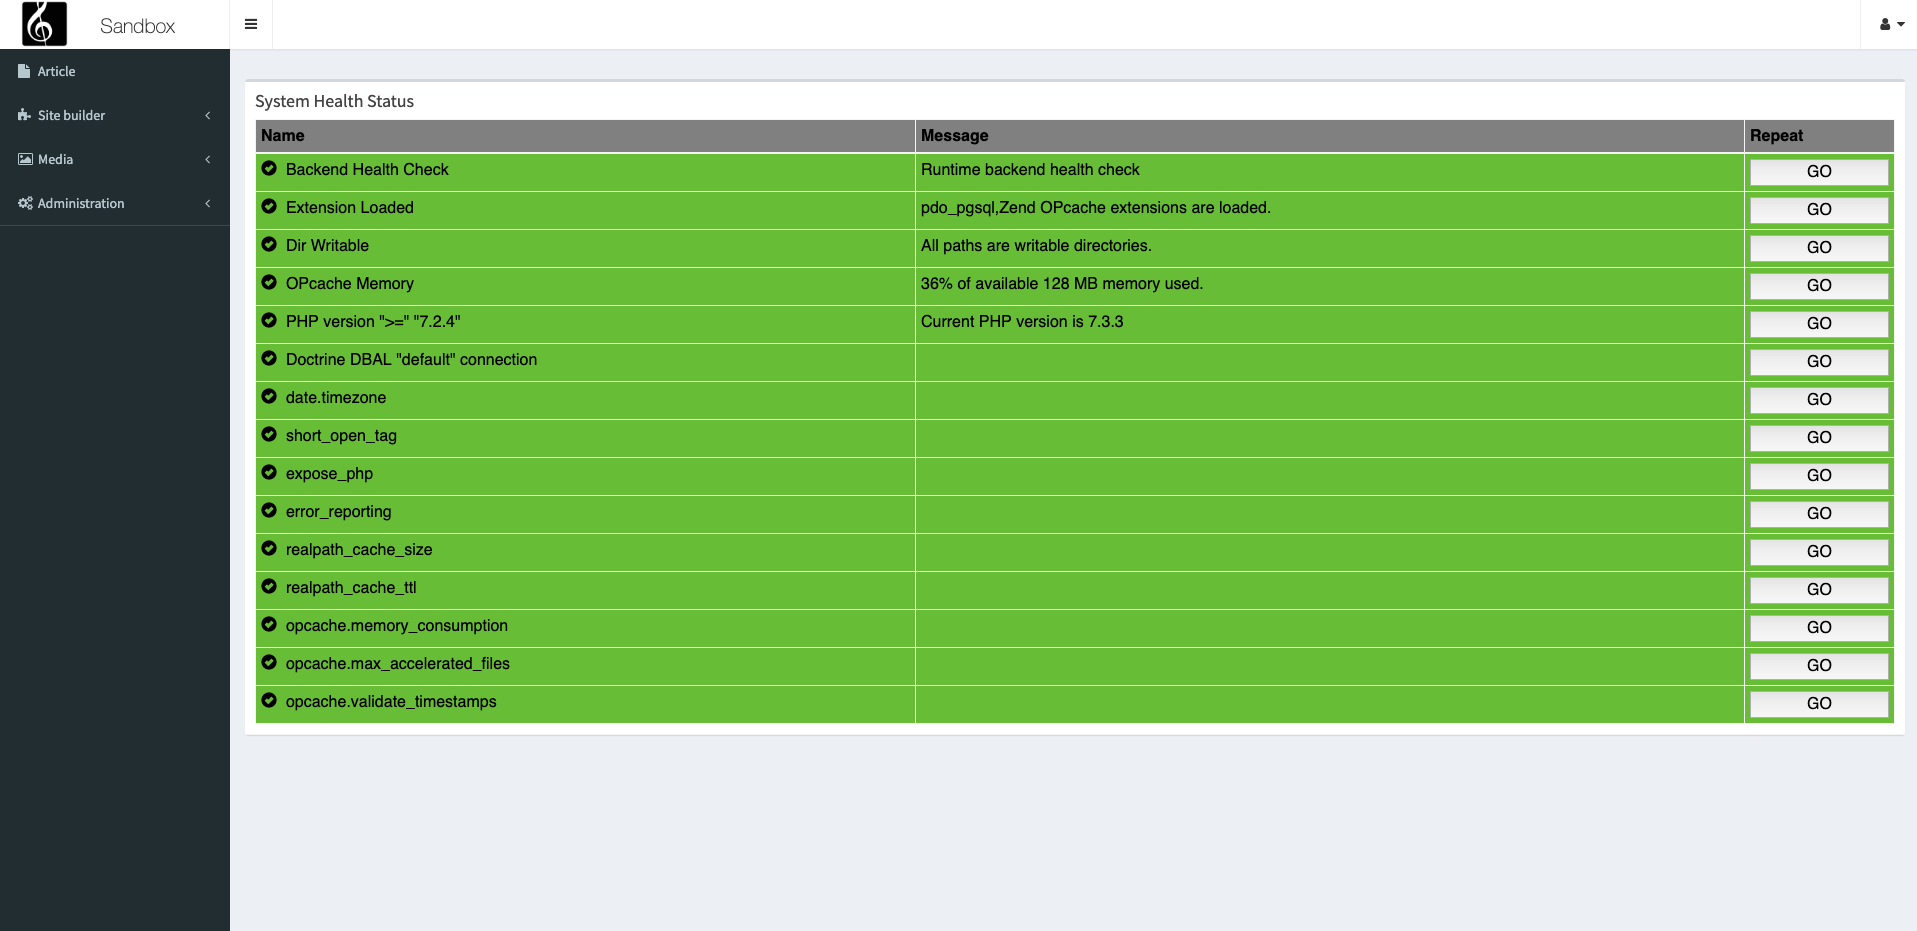 Sandbox
Article
Site builder
Media
Administration
System Health Status
Name Message Repeat
Backend Health Check Runtime backend health check GO
Extension Loaded pdo_pgsql,Zend OPcache extensions are loaded. GO
Dir Writable All paths are writable directories. GO
OPcache Memory 36% of available 128 MB memory used. GO
PHP version ">=" "7.2.4" Current PHP version is 7.3.3 GO
Doctrine DBAL "default" connection GO
date.timezone GO
short_open_tag GO
expose_php GO
error_reporting GO
realpath_cache_size GO
realpath_cache_ttl GO
opcache.memory_consumption GO
opcache.max_accelerated_files GO
opcache.validate_timestamps GO